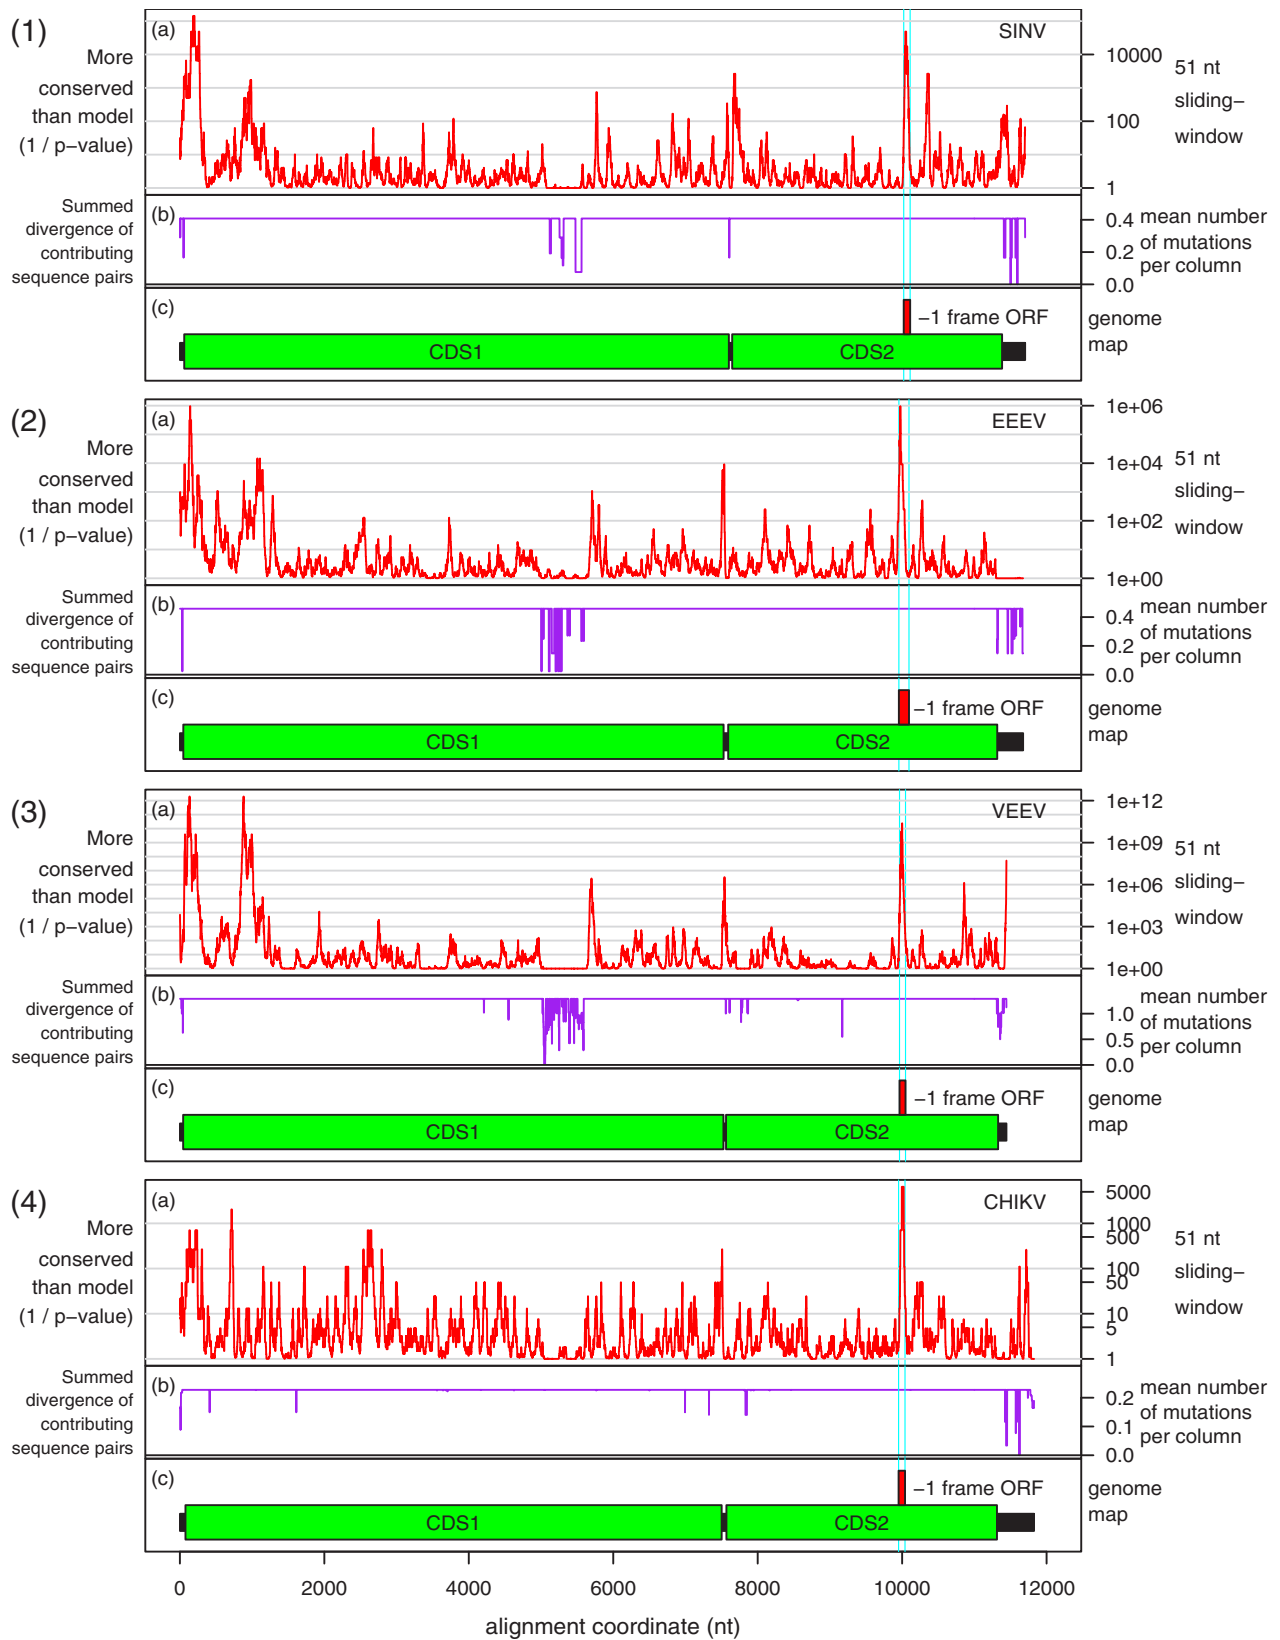 (1)
(a)
SINV
More
conserved
than model
(1 / p−value)
10000
100
1
51 nt
sliding−
window
Summed
divergence of
contributing
sequence pairs
(b)
0.4
0.2
0.0
mean number
of mutations
per column
(c)
−1 frame ORF
CDS1
CDS2
genome
map
(2)
(a)
EEEV
More
conserved
than model
(1 / p−value)
1e+06
1e+04
1e+02
1e+00
51 nt
sliding−
window
Summed
divergence of
contributing
sequence pairs
(b)
0.4
0.2
0.0
mean number
of mutations
per column
(c)
−1 frame ORF
CDS1
CDS2
genome
map
(3)
(a)
VEEV
More
conserved
than model
(1 / p−value)
1e+12
1e+09
1e+06
1e+03
1e+00
51 nt
sliding−
window
Summed
divergence of
contributing
sequence pairs
(b)
1.0
0.5
0.0
mean number
of mutations
per column
(c)
−1 frame ORF
CDS1
CDS2
genome
map
(4)
(a)
CHIKV
More
conserved
than model
(1 / p−value)
5000
1000
500
100
50
10
5
1
51 nt
sliding−
window
Summed
divergence of
contributing
sequence pairs
(b)
0.2
0.1
0.0
mean number
of mutations
per column
(c)
−1 frame ORF
CDS1
CDS2
genome
map
0 2000 4000 6000 8000 10000 12000
alignment coordinate (nt)